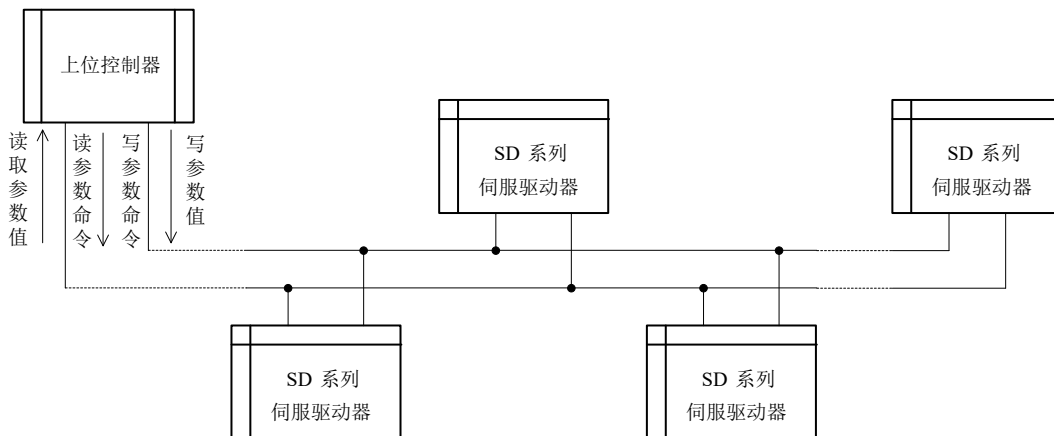 上位控制器
读取参数值
读参数命令
写参数命令
写参数值
SD 系列
伺服驱动器
SD 系列
伺服驱动器
SD 系列
伺服驱动器
SD 系列
伺服驱动器